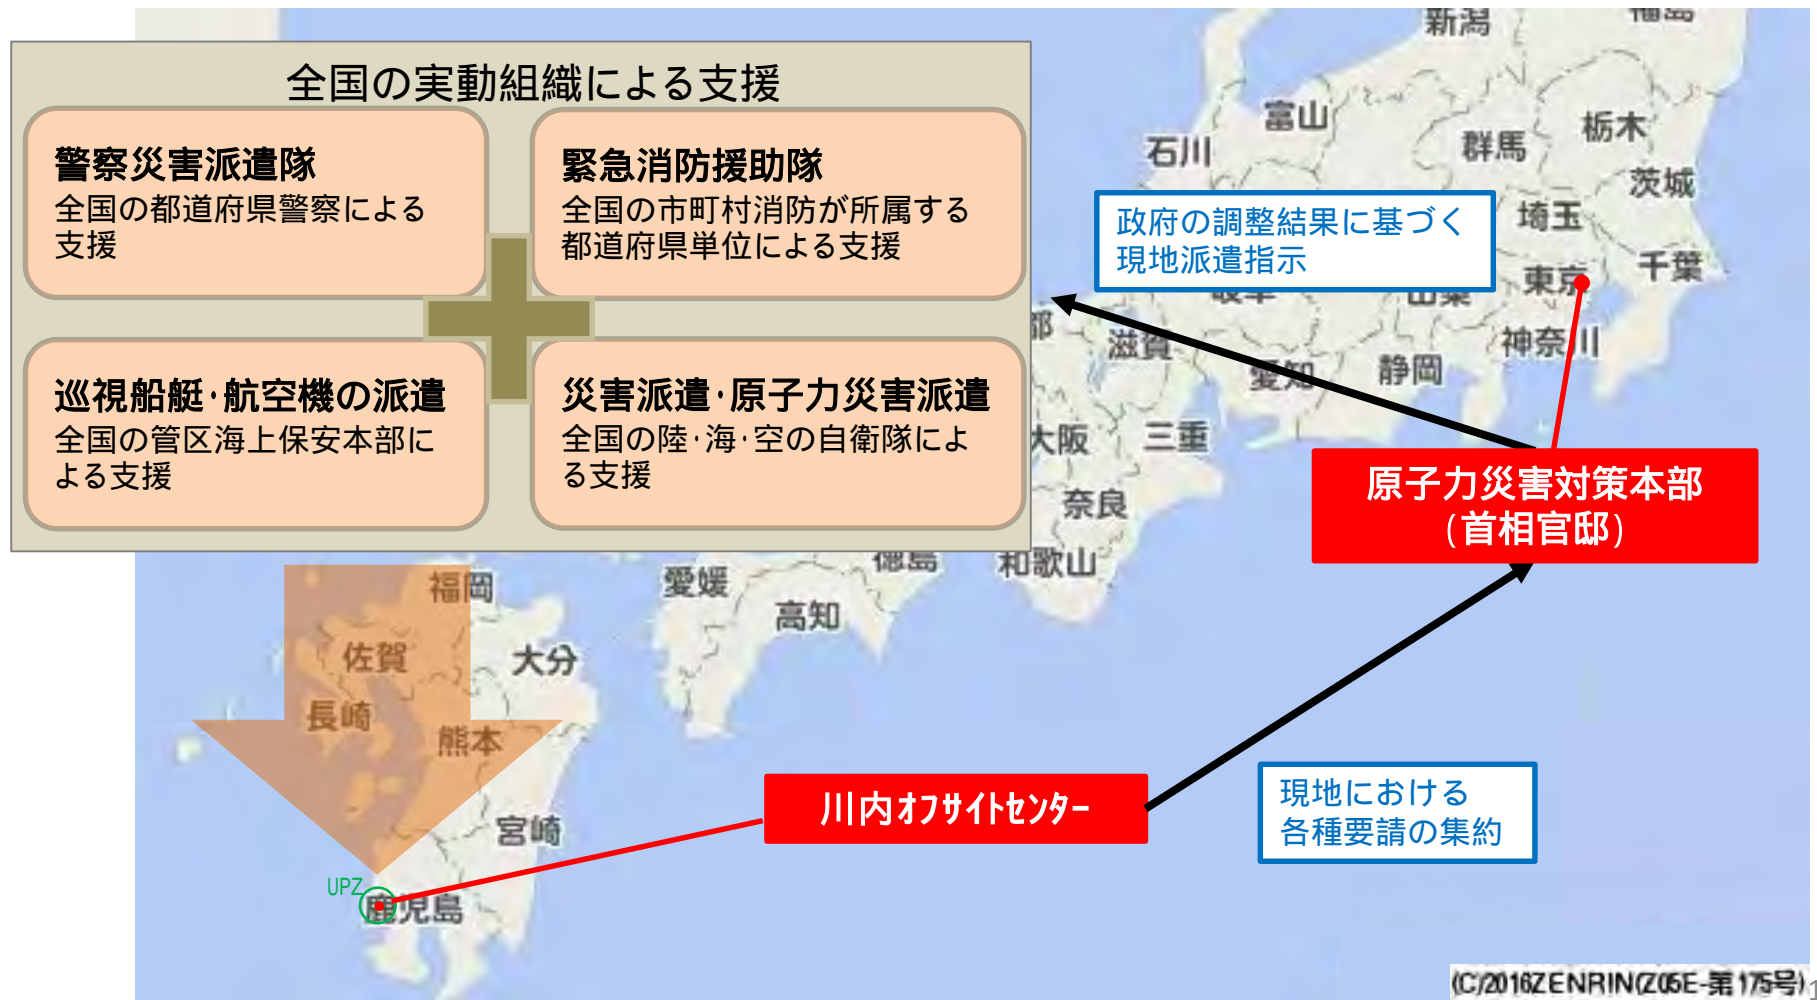 全国の実動組織による支援
警察災害派遣隊
全国の都道府県警察による
支援
緊急消防援助隊
全国の市町村消防が所属する
都道府県単位による支援
巡視船艇･航空機の派遣
全国の管区海上保安本部に
よる支援
災害派遣･原子力災害派遣
全国の陸･海･空の自衛隊によ
る支援
新潟
福島
富山
石川
群馬
栃木
茨城
埼玉
東京
千葉
神奈川
政府の調整結果に基づく
現地派遣指示
岐阜
山梨
都
滋賀
愛知
静岡
大阪
三重
奈良
和歌山
徳島
愛媛
高知
原子力災害対策本部
(首相官邸)
福岡
佐賀
大分
長崎
熊本
宮崎
鹿児島
UPZ
川内ｵﾌｻｲﾄｾﾝﾀｰ
現地における
各種要請の集約
(C)2016ZENRIN(Z05E-第175号)